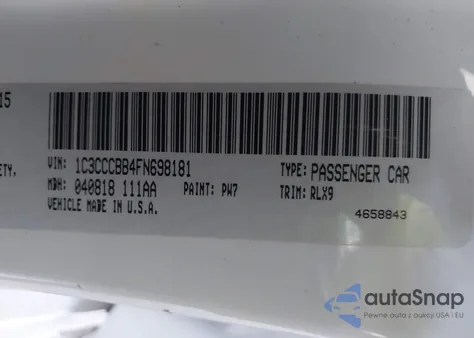 15
ETY,
VIN: 1C3CCCBB4FN698181
TYPE: PASSENGER CAR
MDH: 040818 111AA
PAINT: PW7
TRIM: RLX9
VEHICLE MADE IN U.S.A.
4658843
autoSnap
Pewne auta z aukcji USA i EU